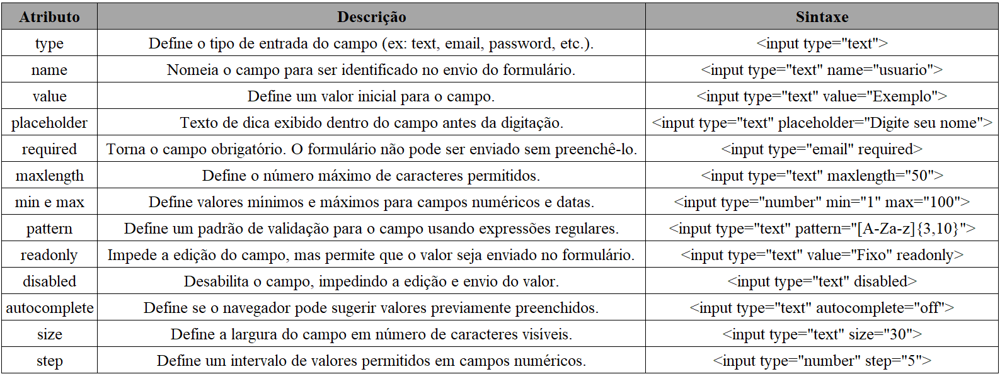 Atributo Descrição Sintaxe
type Define o tipo de entrada do campo (ex: text, email, password, etc.). <input type="text">
name Nomeia o campo para ser identificado no envio do formulário. <input type="text" name="usuario">
value Define um valor inicial para o campo. <input type="text" value="Exemplo">
placeholder Texto de dica exibido dentro do campo antes da digitação. <input type="text" placeholder="Digite seu nome">
required Torna o campo obrigatório. O formulário não pode ser enviado sem preenchê-lo. <input type="email" required>
maxlength Define o número máximo de caracteres permitidos. <input type="text" maxlength="50">
min e max Define valores mínimos e máximos para campos numéricos e datas. <input type="number" min="1" max="100">
pattern Define um padrão de validação para o campo usando expressões regulares. <input type="text" pattern="[A-Za-z]{3,10}">
readonly Impede a edição do campo, mas permite que o valor seja enviado no formulário. <input type="text" value="Fixo" readonly>
disabled Desabilita o campo, impedindo a edição e envio do valor. <input type="text" disabled>
autocomplete Define se o navegador pode sugerir valores previamente preenchidos. <input type="text" autocomplete="off">
size Define a largura do campo em número de caracteres visíveis. <input type="text" size="30">
step Define um intervalo de valores permitidos em campos numéricos. <input type="number" step="5">